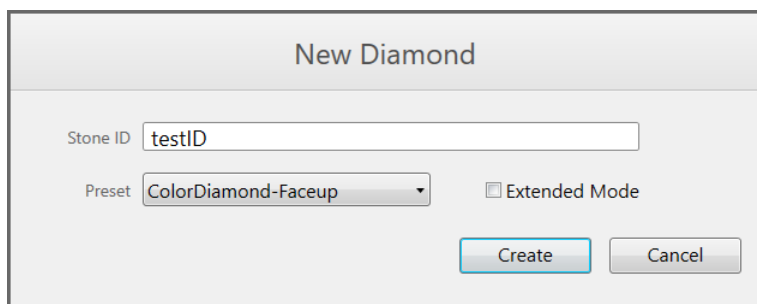 New Diamond
Stone ID testID
Preset ColorDiamond-Faceup Extended Mode
Create Cancel